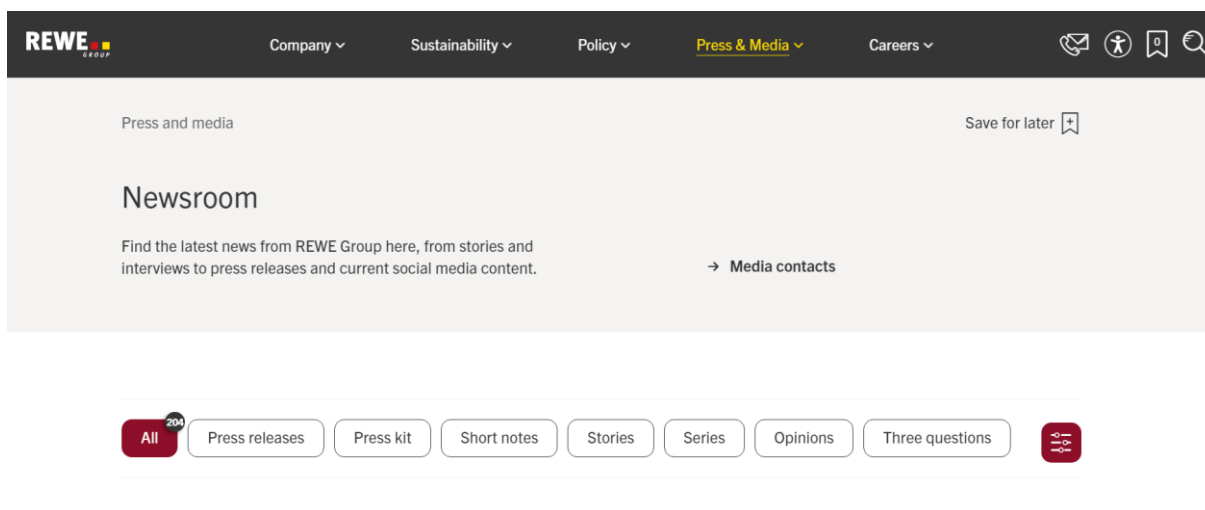 REWE GROUP
Company
Sustainability
Policy
Press & Media
Careers
0
Press and media
Save for later
Newsroom
Find the latest news from REWE Group here, from stories and
interviews to press releases and current social media content.
→ Media contacts
All
204
Press releases
Press kit
Short notes
Stories
Series
Opinions
Three questions